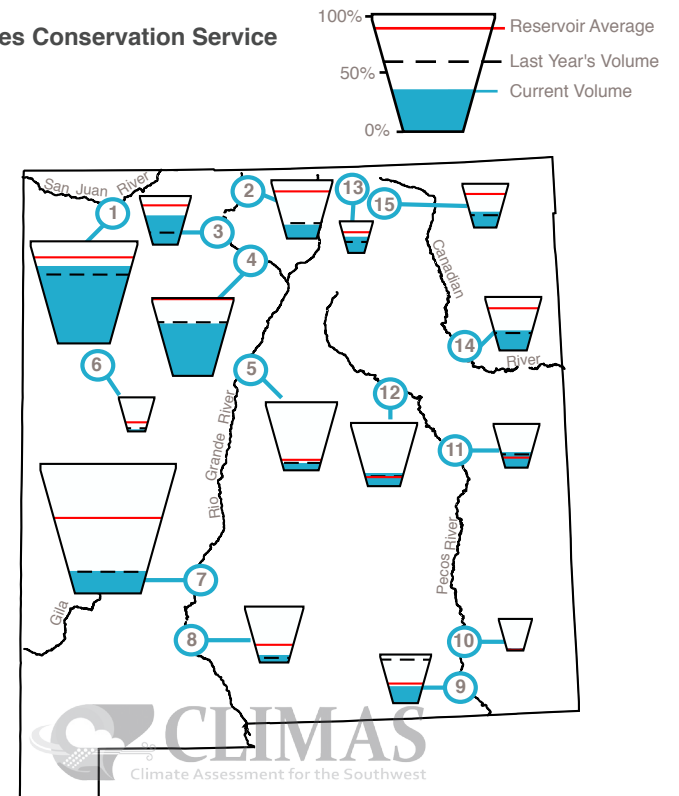 es Conservation Service
100%
50%
0%
Reservoir Average
Last Year's Volume
Current Volume
San Juan River
1
2
3
4
13
15
Canadian
River
14
5
6
12
11
Rio Grande River
Pecos River
7
Gila
8
10
9
CLIMAS
Climate Assessment for the Southwest